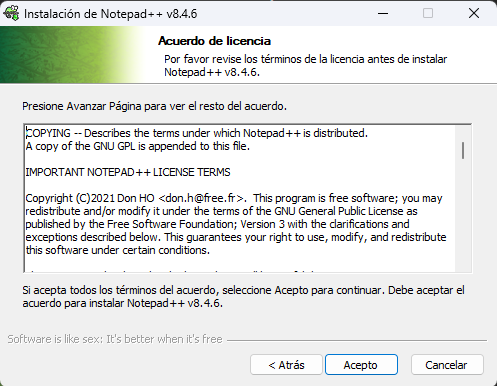 Instalación de Notepad++ v8.4.6
Acuerdo de licencia
Por favor revise los términos de la licencia antes de instalar
Notepad++ v8.4.6.
Presione Avanzar Página para ver el resto del acuerdo.
COPYING -- Describes the terms under which Notepad++ is distributed.
A copy of the GNU GPL is appended to this file.
IMPORTANT NOTEPAD++ LICENSE TERMS
Copyright (C)2021 Don HO <don.h@free.fr>. This program is free software; you may
redistribute and/or modify it under the terms of the GNU General Public License as
published by the Free Software Foundation; Version 3 with the clarifications and
exceptions described below. This guarantees your right to use, modify, and redistribute
this software under certain conditions.
Si acepta todos los términos del acuerdo, seleccione Acepto para continuar. Debe aceptar el
acuerdo para instalar Notepad++ v8.4.6.
Software is like sex: It's better when it's free
< Atrás
Acepto
Cancelar